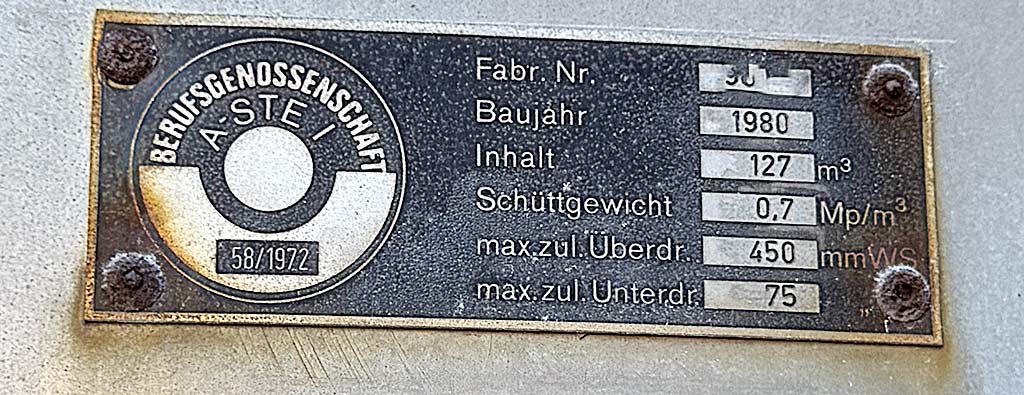 BERUFSGENOSSENSCHAFT
A-STE I
58/1972
Fabr. Nr.
Baujahr 1980
Inhalt 127 m³
Schüttgewicht 0,7 Mp/m³
max.zul.Überdr. 450 mmWS
max.zul.Unterdr. 75 "